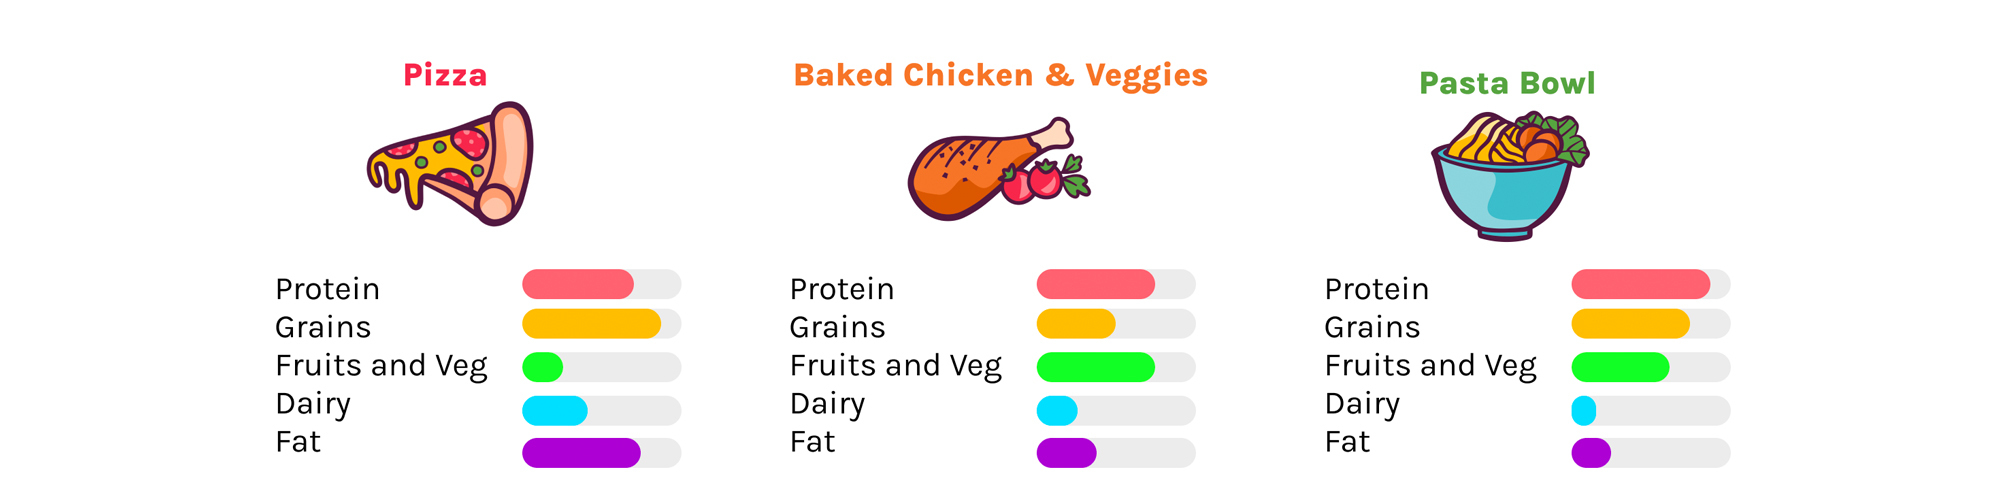 Pizza
Protein
Grains
Fruits and Veg
Dairy
Fat
Baked Chicken & Veggies
Protein
Grains
Fruits and Veg
Dairy
Fat
Pasta Bowl
Protein
Grains
Fruits and Veg
Dairy
Fat